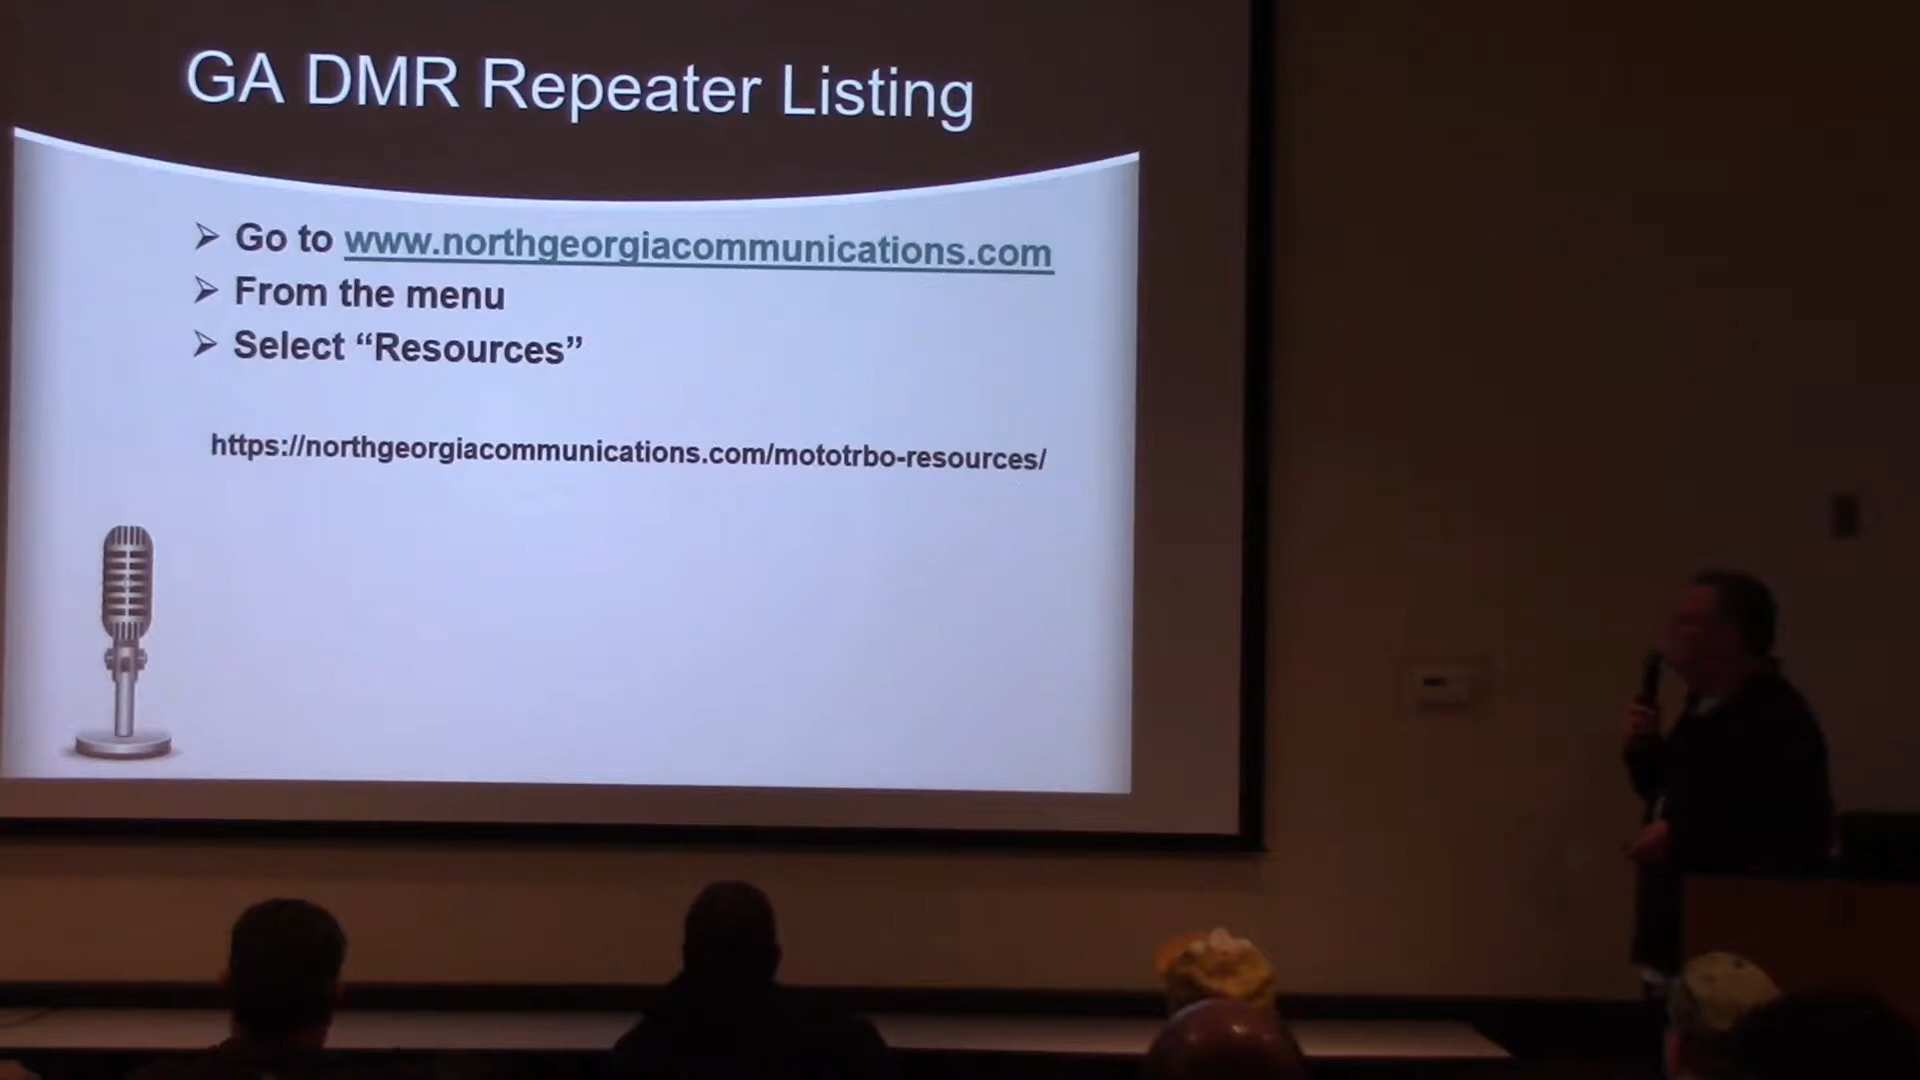 GA DMR Repeater Listing
➢ Go to www.northgeorgiacommunications.com
➢ From the menu
➢ Select “Resources”
https://northgeorgiacommunications.com/mototrbo-resources/